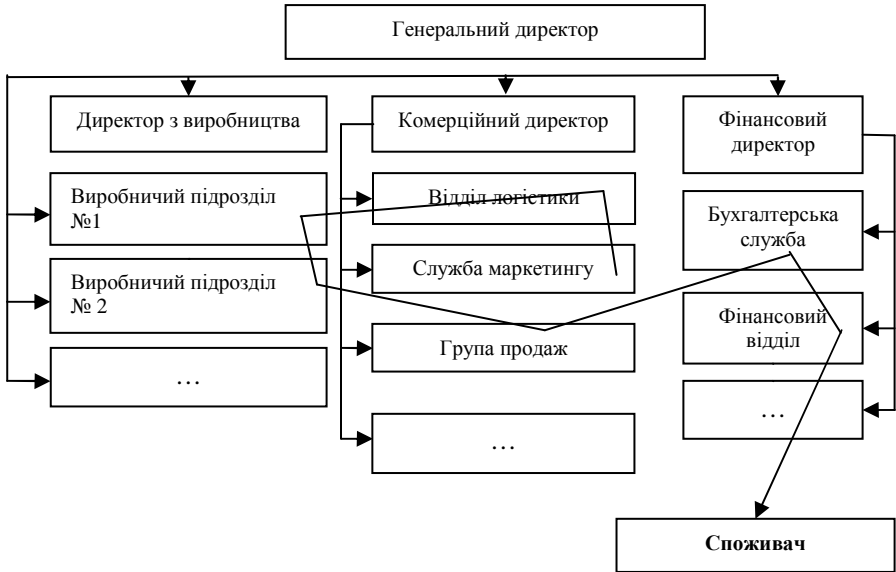 Генеральний директор
Директор з виробництва
Комерційний директор
Фінансовий
директор
Виробничий підрозділ
№1
Відділ логістики
Бухгалтерська
служба
Виробничий підрозділ
№ 2
Служба маркетингу
Група продаж
Фінансовий
відділ
…
…
…
Споживач